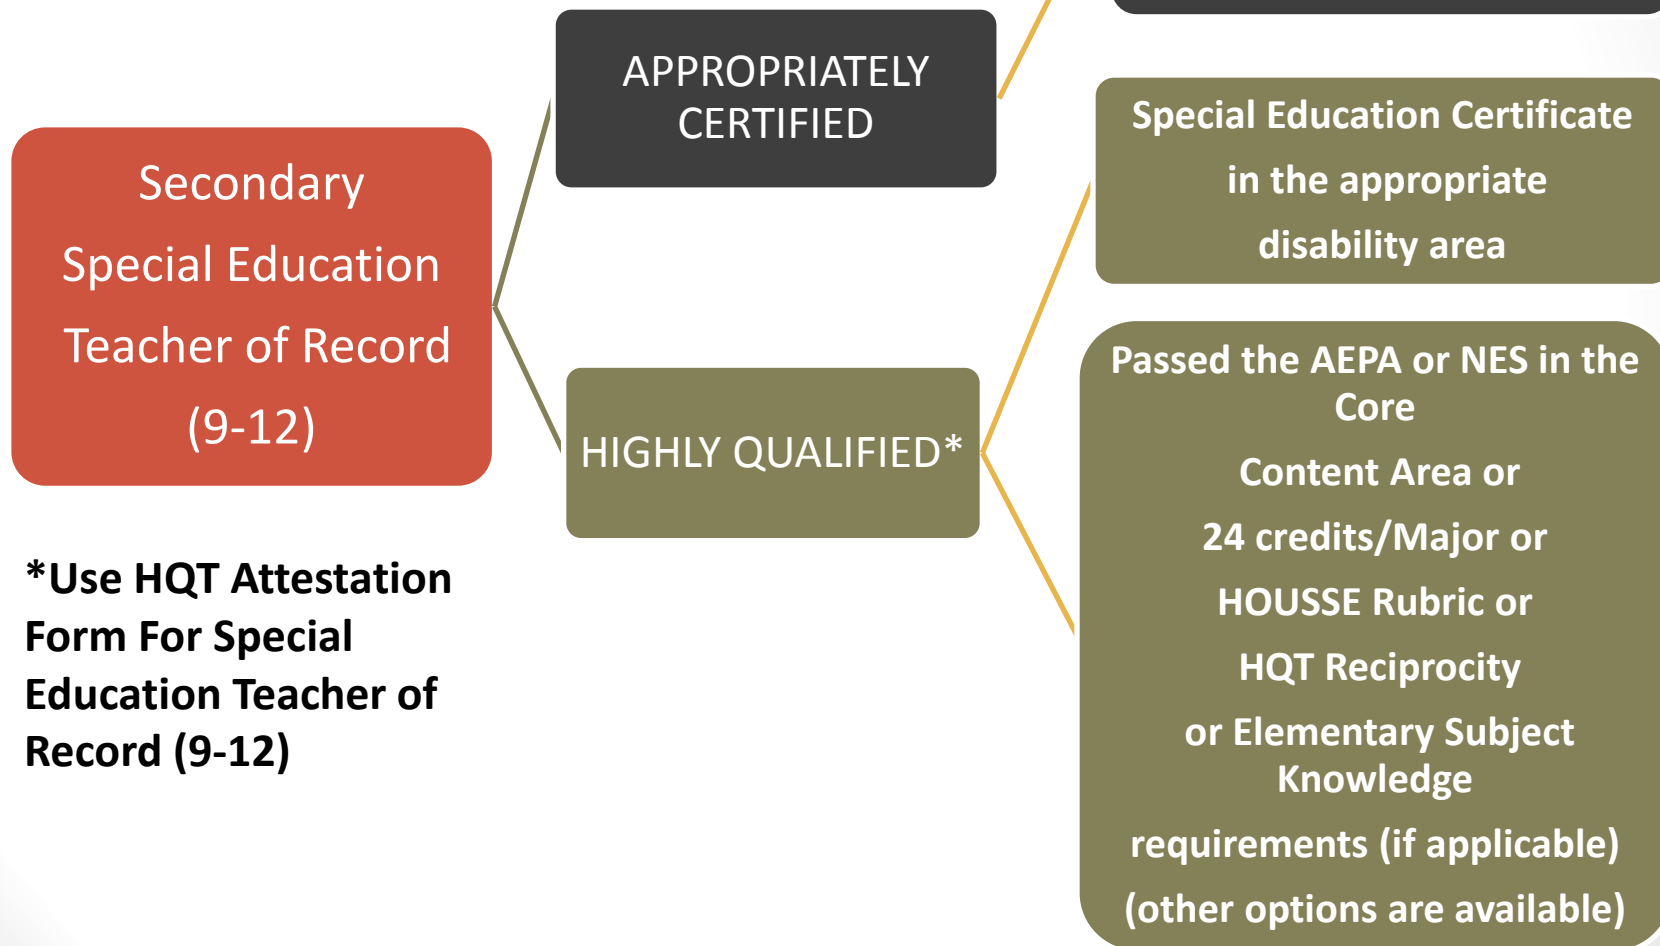 Secondary
Special Education
Teacher of Record
(9-12)
*Use HQT Attestation
Form For Special
Education Teacher of
Record (9-12)
APPROPRIATELY
CERTIFIED
HIGHLY QUALIFIED*
Special Education Certificate
in the appropriate
disability area
Passed the AEPA or NES in the
Core
Content Area or
24 credits/Major or
HOUSSE Rubric or
HQT Reciprocity
or Elementary Subject
Knowledge
requirements (if applicable)
(other options are available)